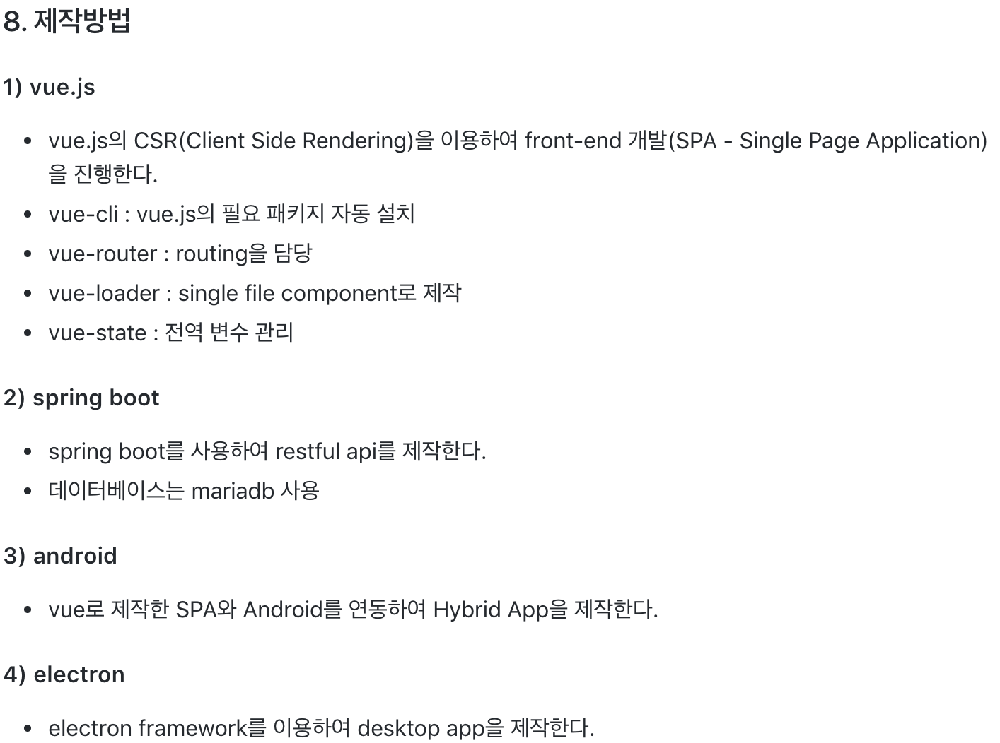 8. 제작방법
1) vue.js
• vue.js의 CSR(Client Side Rendering)을 이용하여 front-end 개발(SPA - Single Page Application)
을 진행한다.
• vue-cli : vue.js의 필요 패키지 자동 설치
• vue-router : routing을 담당
• vue-loader : single file component로 제작
• vue-state : 전역 변수 관리
2) spring boot
• spring boot를 사용하여 restful api를 제작한다.
• 데이터베이스는 mariadb 사용
3) android
• vue로 제작한 SPA와 Android를 연동하여 Hybrid App을 제작한다.
4) electron
• electron framework를 이용하여 desktop app을 제작한다.